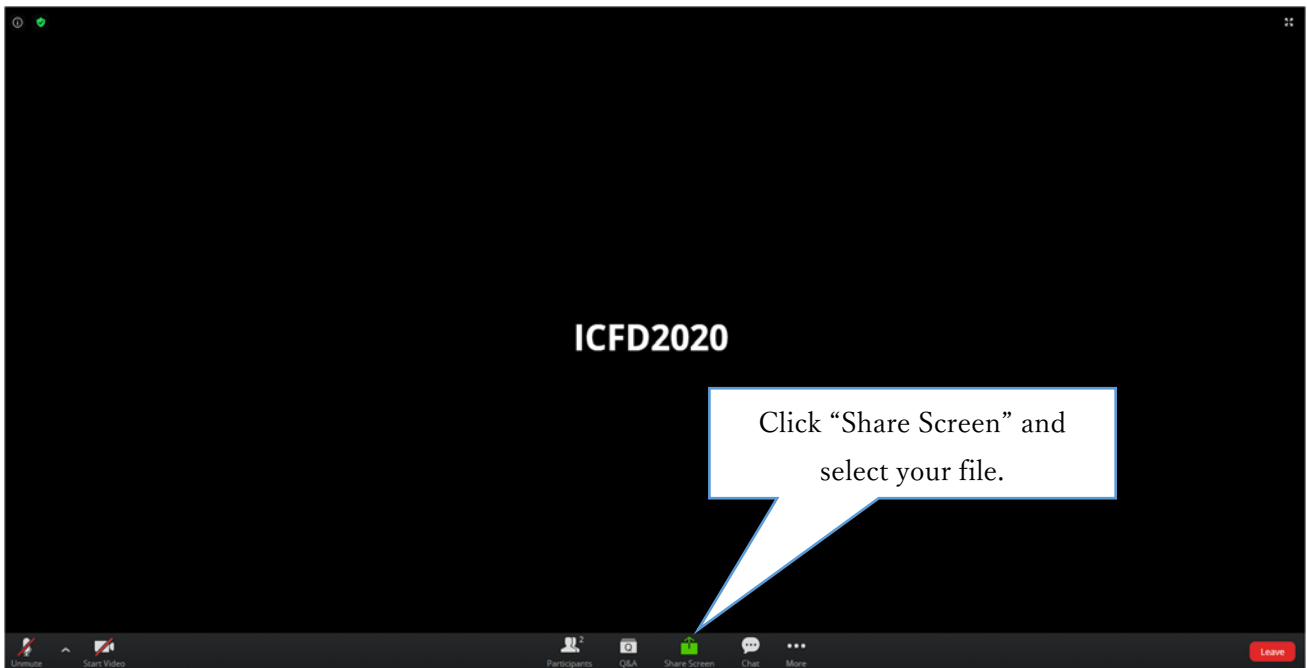 ICFD2020
Click “Share Screen” and
select your file.
Unmute
Start Video
Participants
2
Q&A
Share Screen
Chat
More
Leave